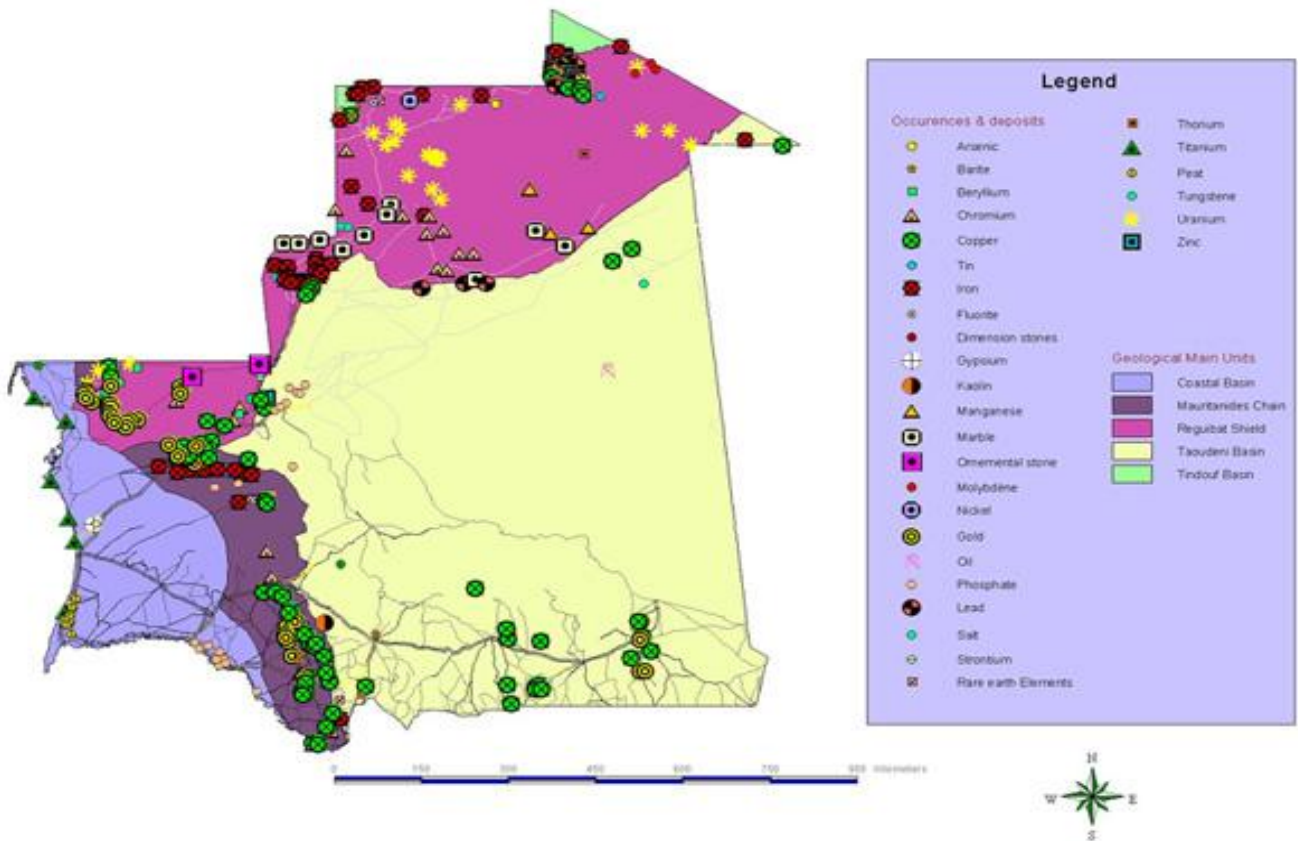 Legend
Occurences & deposits
Arsenic
Barite
Beryllium
Chromium
Copper
Tin
Iron
Fluorite
Dimension stones
Gypsium
Kaolin
Manganese
Marble
Ornemental stone
Molybdène
Nickel
Gold
Oil
Phosphate
Lead
Salt
Strontium
Rare earth Elements
Thorium
Titanium
Peat
Tungstene
Uranium
Zinc
Geological Main Units
Coastal Basin
Mauritanides Chain
Reguibat Shield
Taoudeni Basin
Tindouf Basin
0 150 300 450 600 750 900 Kilometers
N
W E
S